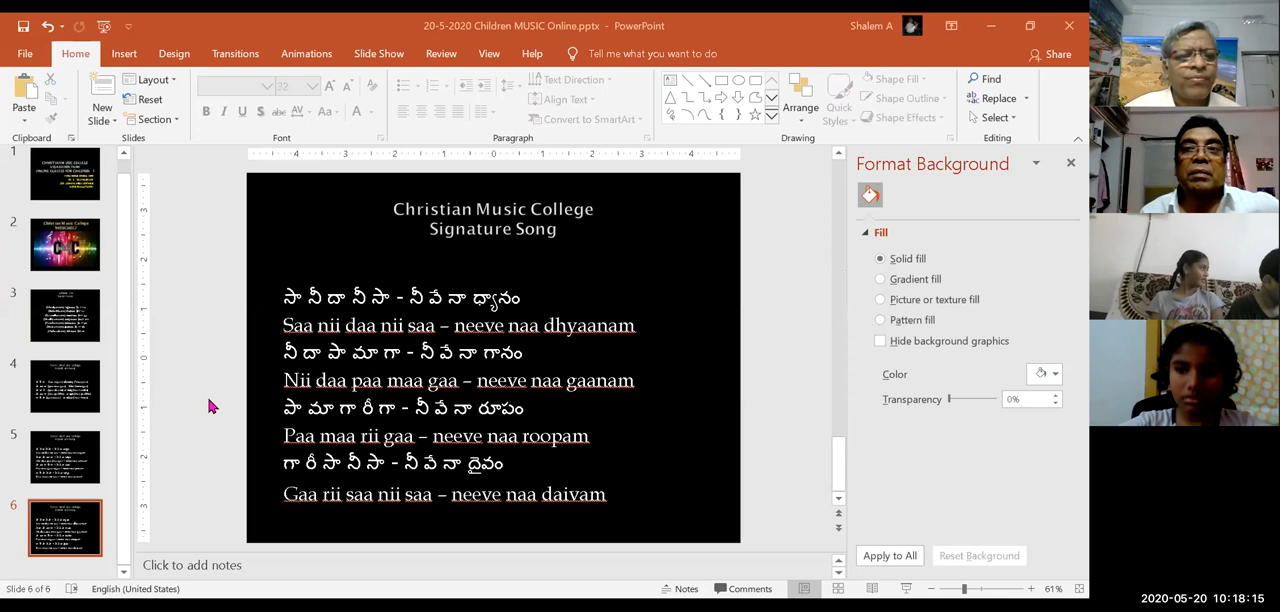 20-5-2020 Children MUSIC Online.pptx - PowerPoint
Shalem A
File Home Insert Design Transitions Animations Slide Show Review View Help Tell me what you want to do Share
Paste
Clipboard
New Slide
Layout
Reset
Section
Slides
32
Font
Text Direction
Align Text
Convert to SmartArt
Paragraph
Arrange
Quick Styles
Shape Fill
Shape Outline
Shape Effects
Drawing
Find
Replace
Select
Editing
1
2
3
4
5
6
Christian Music College
Signature Song
సా నీ దా నీ సా - నీ వే నా ధ్యానం
Saa nii daa nii saa – neeve naa dhyaanam
నీ దా పా మా గా - నీ వే నా గానం
Nii daa paa maa gaa – neeve naa gaanam
పా మా గా రీ గా - నీ వే నా రూపం
Paa maa rii gaa – neeve naa roopam
గా రీ సా నీ సా - నీ వే నా దైవం
Gaa rii saa nii saa – neeve naa daivam
Format Background
Fill
Solid fill
Gradient fill
Picture or texture fill
Pattern fill
Hide background graphics
Color
Transparency 0%
Apply to All Reset Background
Click to add notes
Slide 6 of 6 English (United States) Notes Comments 61%
2020-05-20 10:18:15